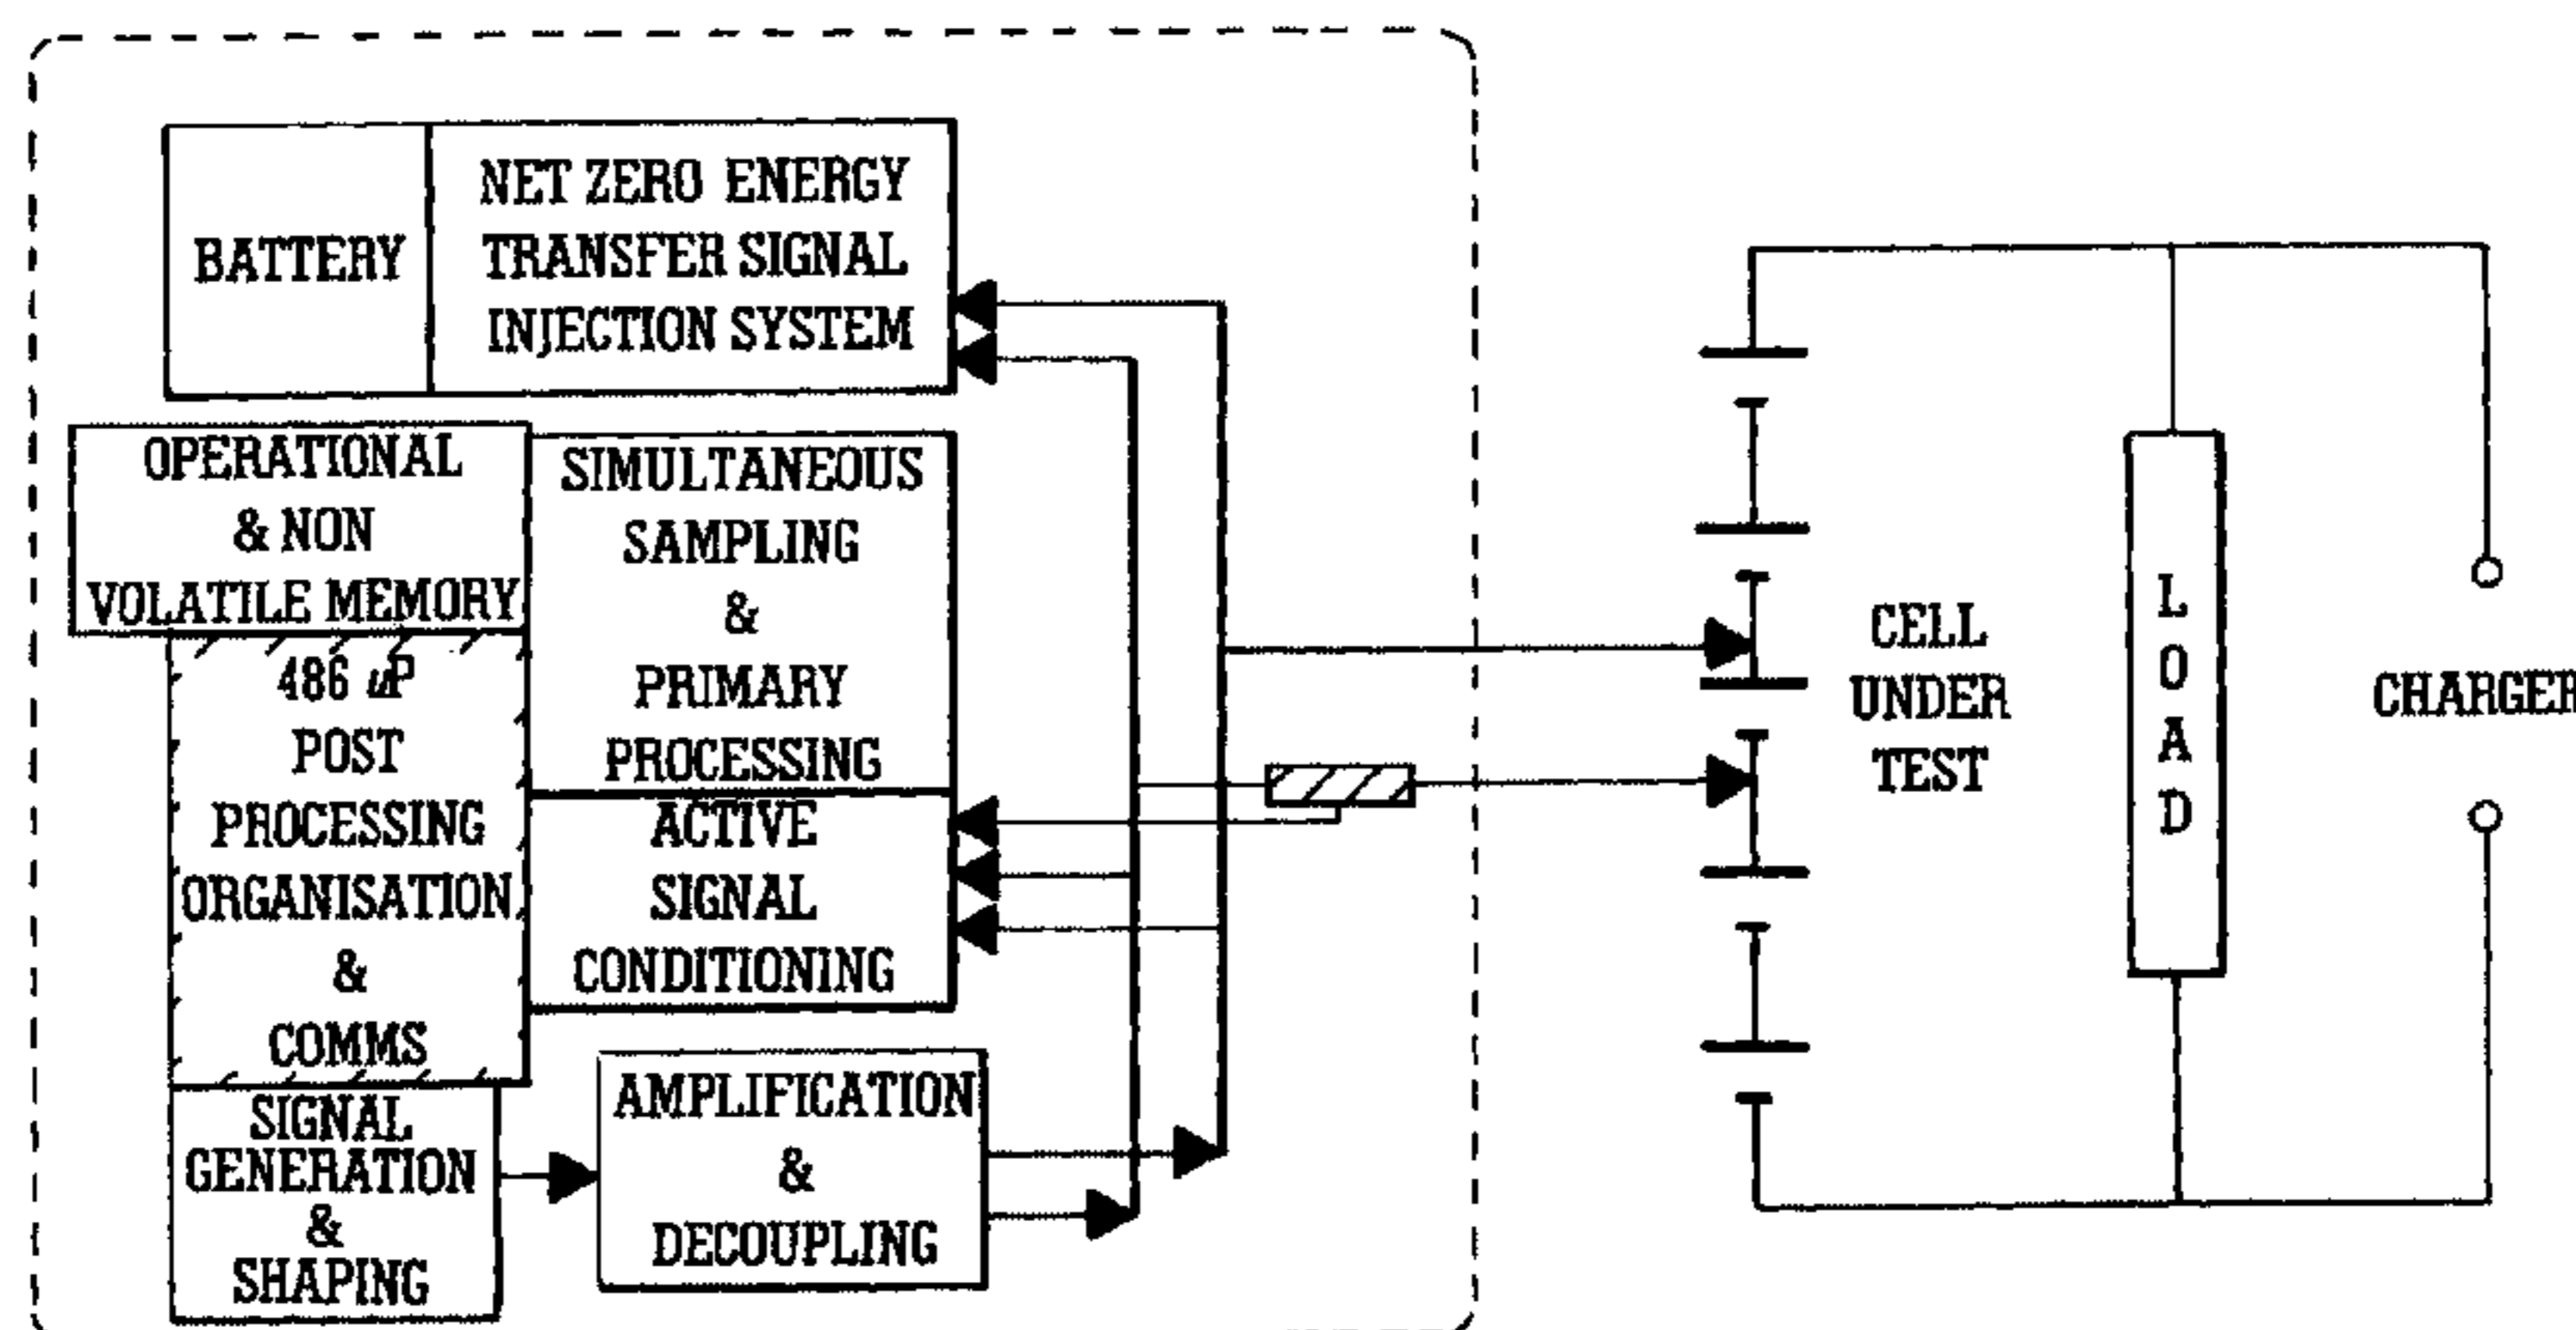 BATTERY
NET ZERO ENERGY
TRANSFER SIGNAL
INJECTION SYSTEM
OPERATIONAL
& NON
VOLATILE MEMORY
SIMULTANEOUS
SAMPLING
&
PRIMARY
PROCESSING
486 uP
POST
PROCESSING
ORGANISATION
&
COMMS
ACTIVE
SIGNAL
CONDITIONING
SIGNAL
GENERATION
&
SHAPING
AMPLIFICATION
&
DECOUPLING
CELL
UNDER
TEST
L
O
A
D
CHARGER